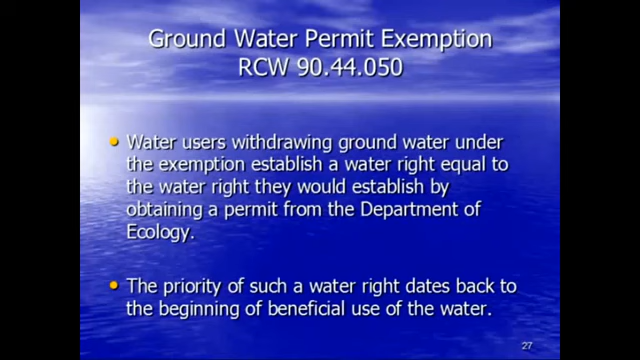 Ground Water Permit Exemption
RCW 90.44.050
• Water users withdrawing ground water under
the exemption establish a water right equal to
the water right they would establish by
obtaining a permit from the Department of
Ecology.
• The priority of such a water right dates back to
the beginning of beneficial use of the water.
27